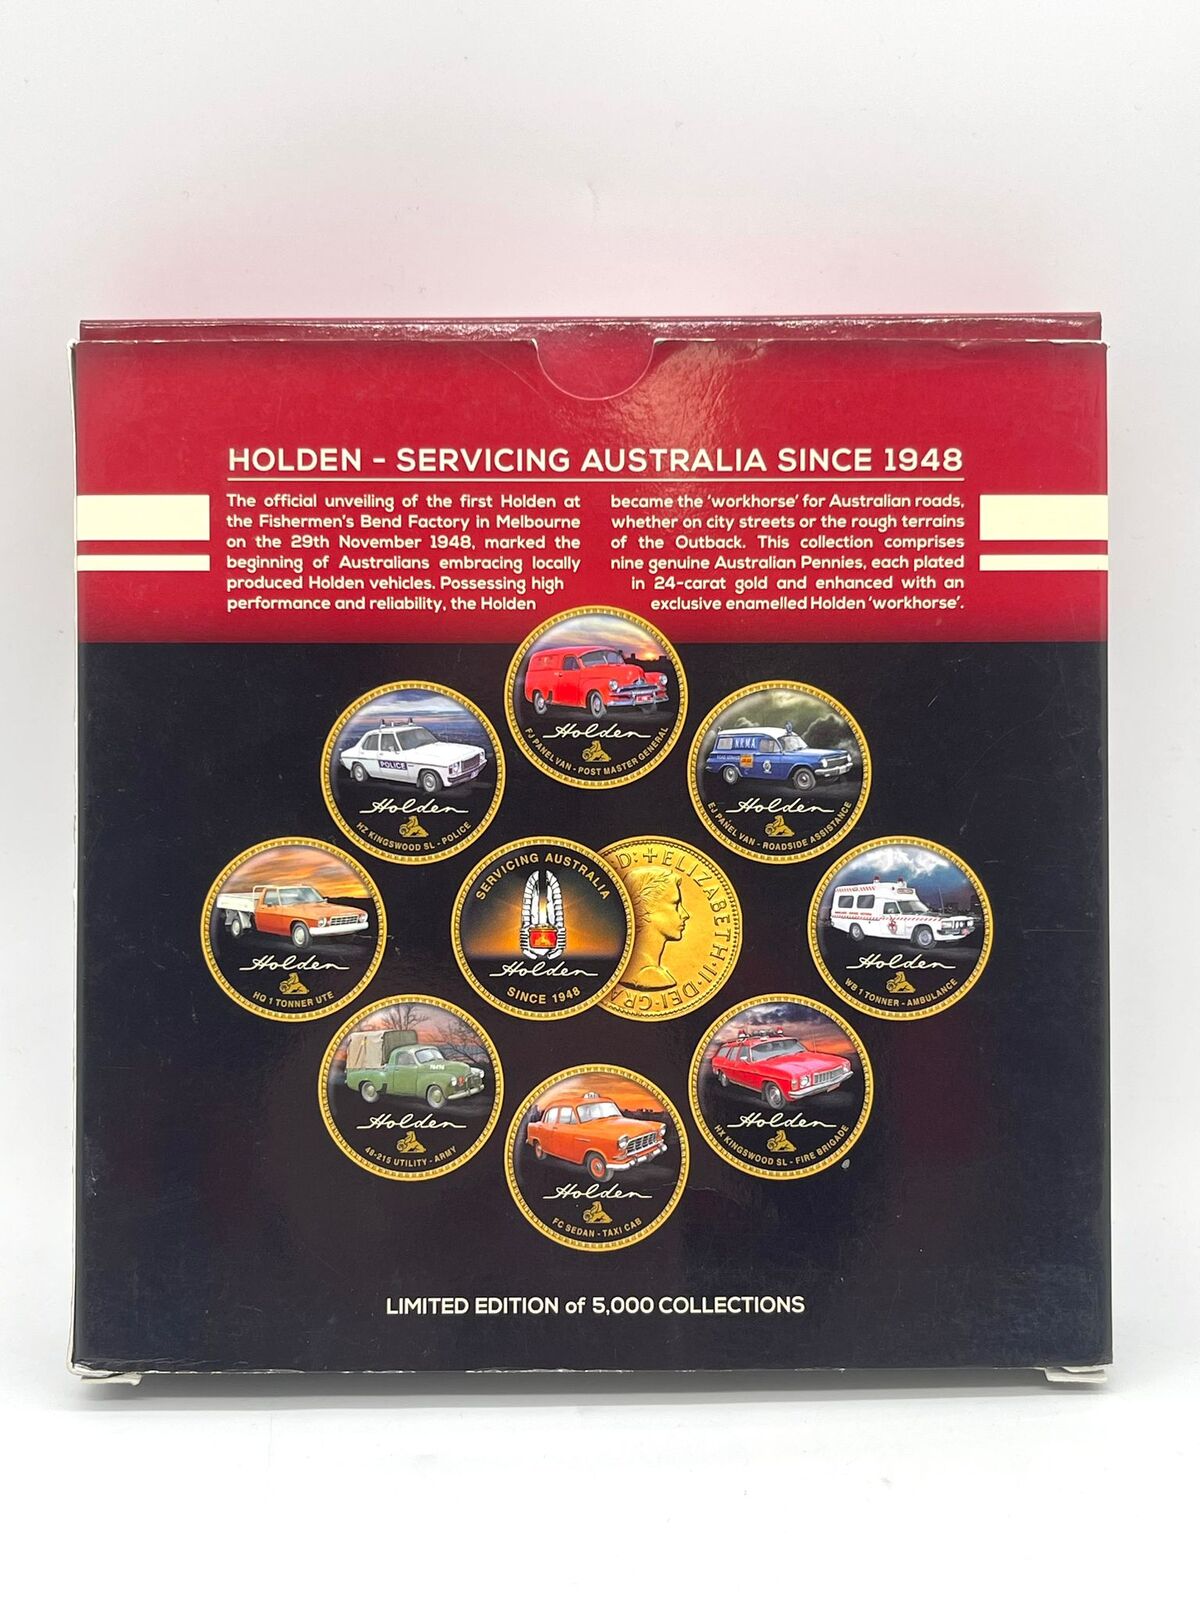 HOLDEN - SERVICING AUSTRALIA SINCE 1948
The official unveiling of the first Holden at
the Fishermen's Bend Factory in Melbourne
on the 29th November 1948, marked the
beginning of Australians embracing locally
produced Holden vehicles. Possessing high
performance and reliability, the Holden
became the 'workhorse' for Australian roads,
whether on city streets or the rough terrains
of the Outback. This collection comprises
nine genuine Australian Pennies, each plated
in 24-carat gold and enhanced with an
exclusive enamelled Holden 'workhorse'.
Holden
FJ PANELVAN - POST MASTER GENERAL
POLICE
Holden
HZ KINGSWOOD SL - POLICE
N.R.M.A.
ROAD SERVICE
Holden
EJ PANEL VAN - ROADSIDE ASSISTANCE
Holden
HQ 1 TONNER UTE
SERVICING AUSTRALIA
Holden
SINCE 1948
D: + ELIZABETH · II · DEI · GRA
Holden
WB 1 TONNER - AMBULANCE
Holden
48-215 UTILITY - ARMY
TAXI
Holden
FC SEDAN - TAXI CAB
Holden
HX KINGSWOOD SL - FIRE BRIGADE
LIMITED EDITION of 5,000 COLLECTIONS